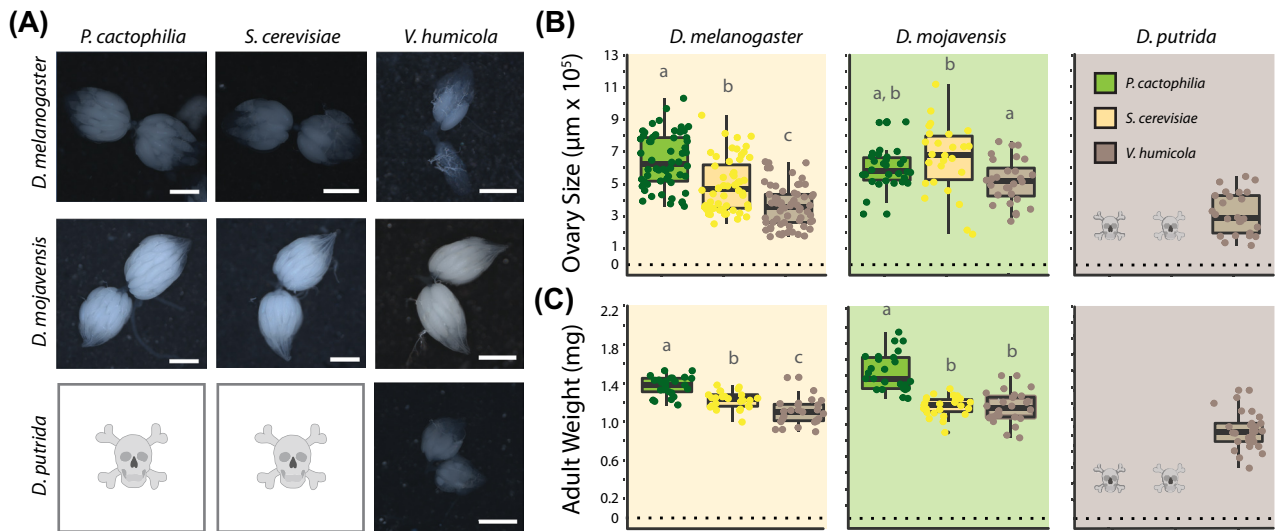 (A)
P. cactophilia
S. cerevisiae
V. humicola
D. melanogaster
D. mojavensis
D. putrida
(B)
D. melanogaster
D. mojavensis
D. putrida
Ovary Size (μm x 10⁵)
13
11
9
7
5
3
1
0
a
b
c
a, b
b
a
P. cactophilia
S. cerevisiae
V. humicola
(C)
Adult Weight (mg)
2.2
1.8
1.4
1.0
0.6
0.2
0
a
b
c
a
b
b